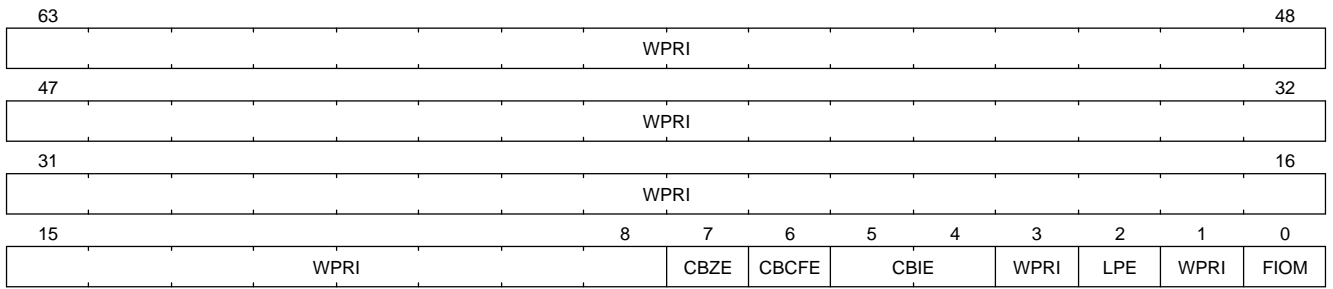 63 48
WPRI
47 32
WPRI
31 16
WPRI
15 8 7 6 5 4 3 2 1 0
WPRI CBZE CBCFE CBIE WPRI LPE WPRI FIOM